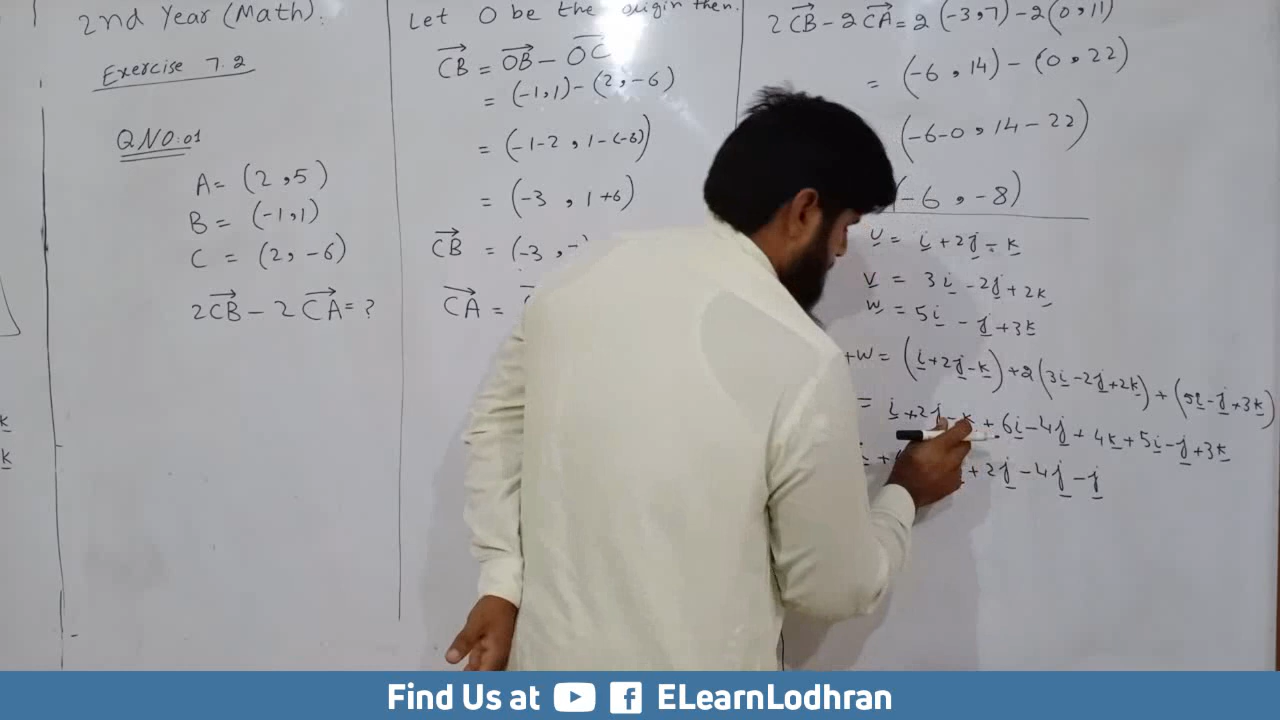 2nd Year (Math).
Exercise 7.2
Q NO:01
A = (2, 5)
B = (-1, 1)
C = (2, -6)
2CB⃗ - 2CA⃗ = ?
Let O be the origin then.
CB⃗ = OB⃗ - OC⃗
= (-1, 1) - (2, -6)
= (-1-2, 1-(-6))
= (-3, 1+6)
CB⃗ = (-3,
CA⃗ =
2CB⃗ - 2CA⃗ = 2(-3, 7) - 2(0, 11)
= (-6, 14) - (0, 22)
(-6-0, 14-22)
(-6, -8)
u = i + 2j - k
v = 3i - 2j + 2k
w = 5i - j + 3k
+w = (i+2j-k) + 2(3i-2j+2k) + (5i-j+3k)
= i + 2j - k + 6i - 4j + 4k + 5i - j + 3k
+ 2j - 4j - j
k
k
Find Us at ELearnLodhran